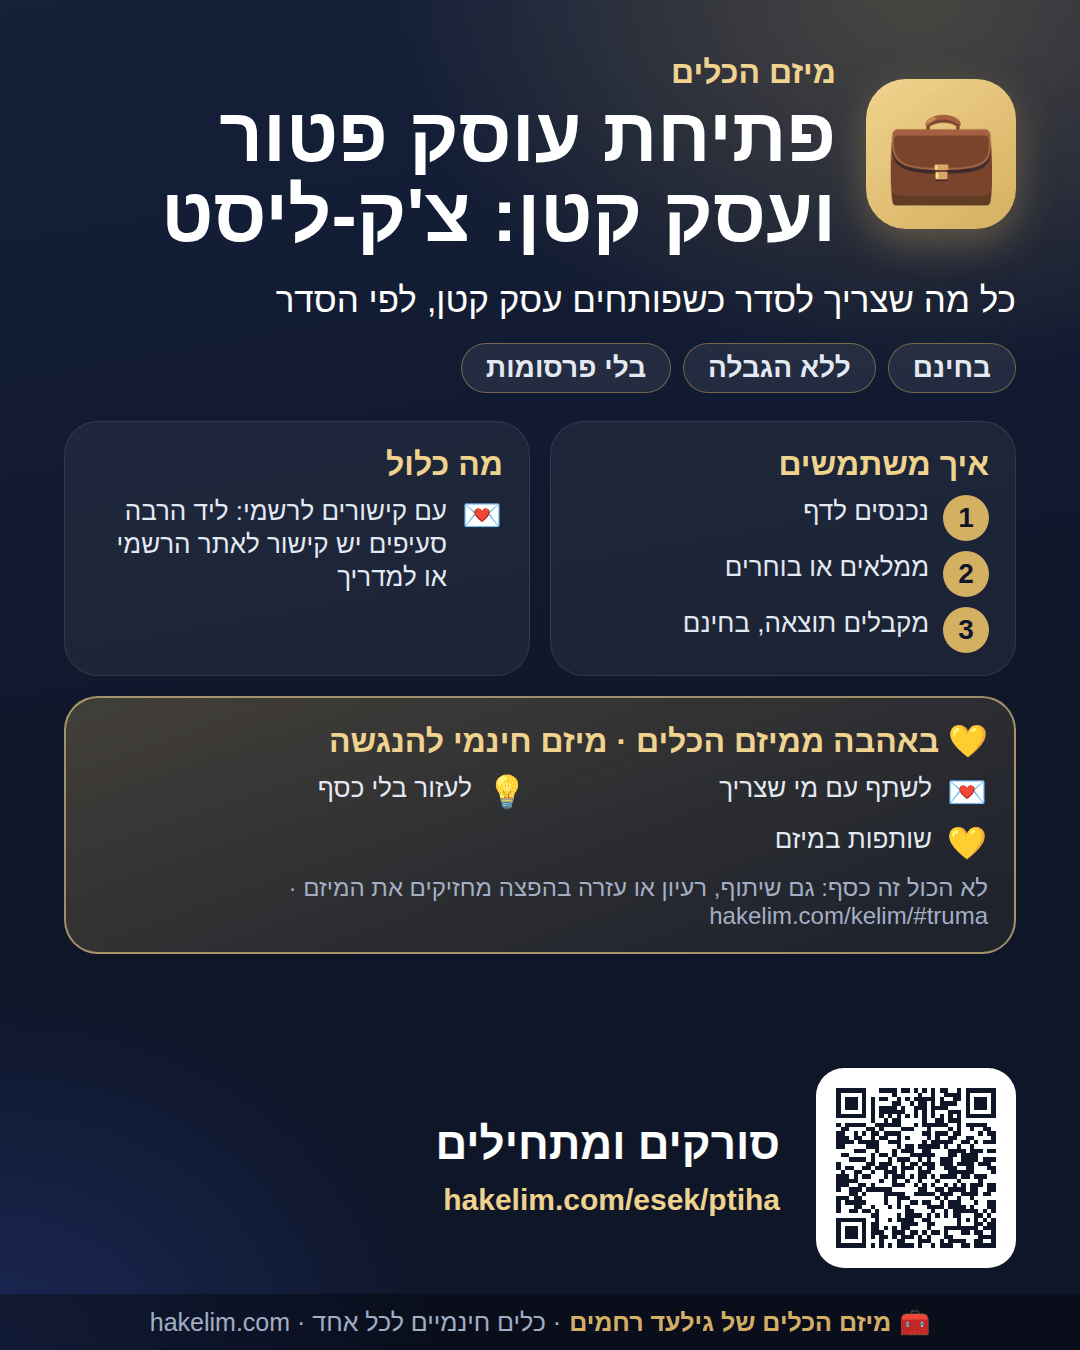 מיזם הכלים
פתיחת עוסק פטור
ועסק קטן: צ'ק-ליסט
כל מה שצריך לסדר כשפותחים עסק קטן, לפי הסדר
בחינם
ללא הגבלה
בלי פרסומות
איך משתמשים
1 נכנסים לדף
2 ממלאים או בוחרים
3 מקבלים תוצאה, בחינם
מה כלול
עם קישורים לרשמי: ליד הרבה
סעיפים יש קישור לאתר הרשמי
או למדריך
באהבה ממיזם הכלים · מיזם חינמי להנגשה
לשתף עם מי שצריך
לעזור בלי כסף
שותפות במיזם
לא הכול זה כסף: גם שיתוף, רעיון או עזרה בהפצה מחזיקים את המיזם ·
hakelim.com/kelim/#truma
סורקים ומתחילים
hakelim.com/esek/ptiha
מיזם הכלים של גילעד רחמים · כלים חינמיים לכל אחד · hakelim.com